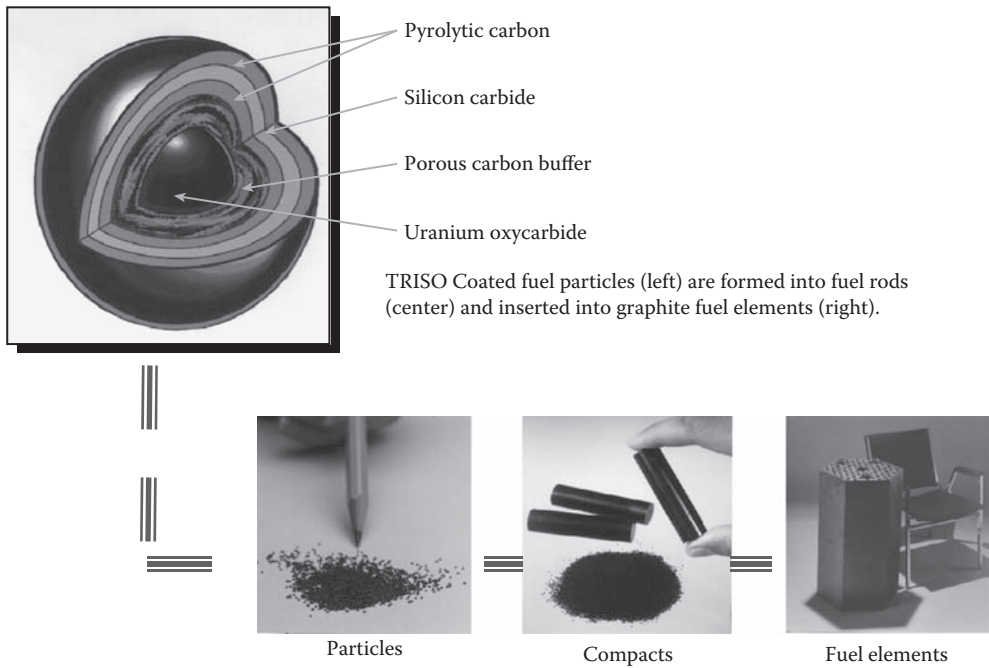 Pyrolytic carbon
Silicon carbide
Porous carbon buffer
Uranium oxycarbide
TRISO Coated fuel particles (left) are formed into fuel rods
(center) and inserted into graphite fuel elements (right).
Particles
Compacts
Fuel elements